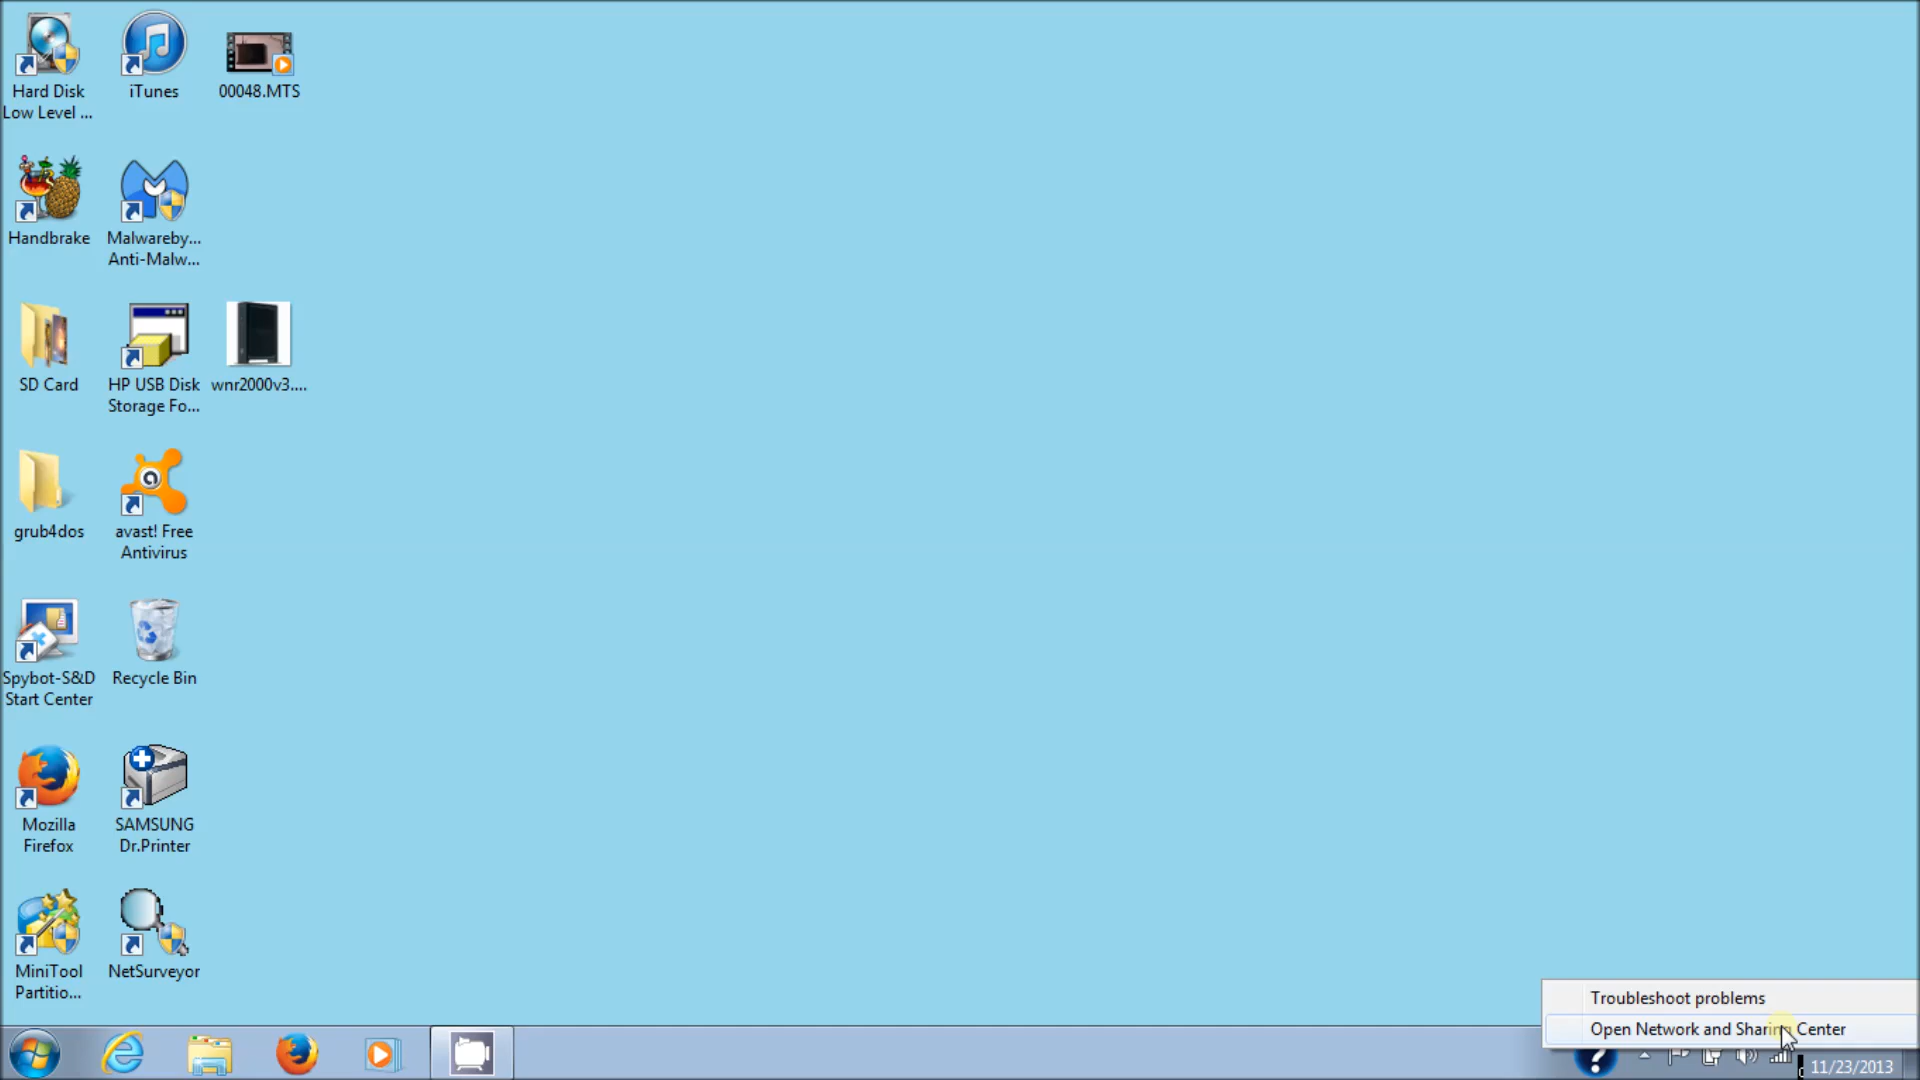 Hard Disk
Low Level ...
iTunes
00048.MTS
Handbrake
Malwareby...
Anti-Malw...
SD Card
HP USB Disk
Storage Fo...
wnr2000v3....
grub4dos
avast! Free
Antivirus
Spybot-S&D
Start Center
Recycle Bin
Mozilla
Firefox
SAMSUNG
Dr.Printer
MiniTool
Partitio...
NetSurveyor
Troubleshoot problems
Open Network and Sharing Center
11/23/2013